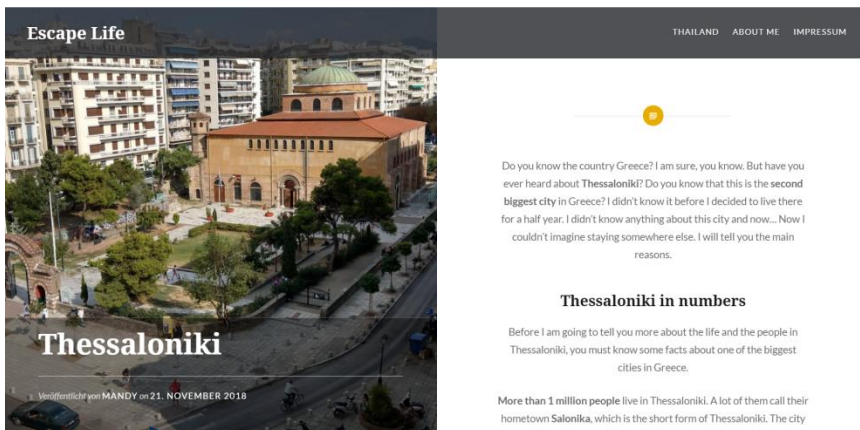 Escape Life
THAILAND ABOUT ME IMPRESSUM
Thessaloniki
Veröffentlicht von MANDY on 21. NOVEMBER 2018
Do you know the country Greece? I am sure, you know. But have you
ever heard about Thessaloniki? Do you know that this is the second
biggest city in Greece? I didn't know it before I decided to live there
for a half year. I didn't know anything about this city and now... Now I
couldn't imagine staying somewhere else. I will tell you the main
reasons.
Thessaloniki in numbers
Before I am going to tell you more about the life and the people in
Thessaloniki, you must know some facts about one of the biggest
cities in Greece.
More than 1 million people live in Thessaloniki. A lot of them call their
hometown Salonika, which is the short form of Thessaloniki. The city